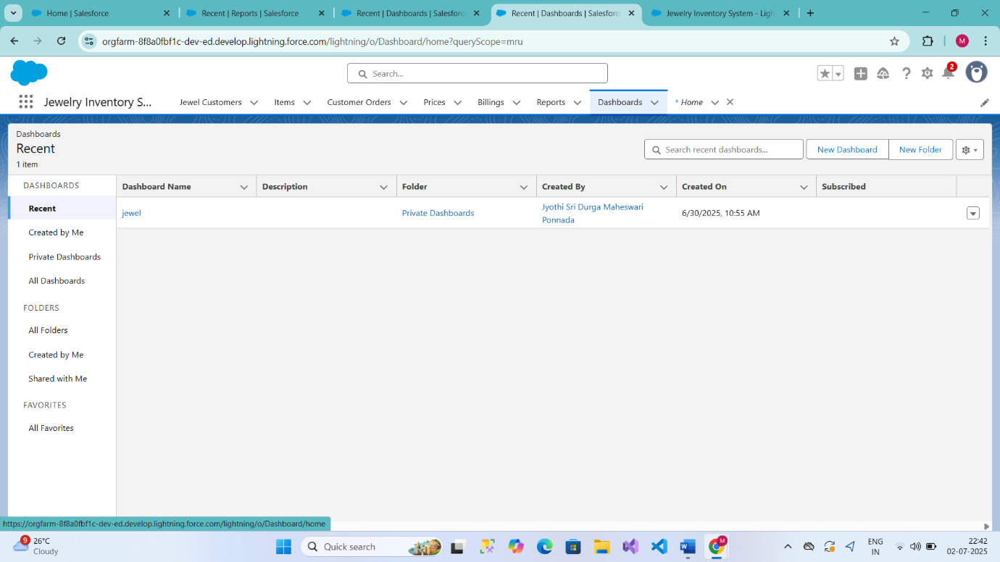 Home | Salesforce
Recent | Reports | Salesforce
Recent | Dashboards | Salesforc
Recent | Dashboards | Salesforc
Jewelry Inventory System - Ligh
orgfarm-8f8a0fbf1c-dev-ed.develop.lightning.force.com/lightning/o/Dashboard/home?queryScope=mru
M
Search...
2
Jewelry Inventory S...
Jewel Customers
Items
Customer Orders
Prices
Billings
Reports
Dashboards
* Home
Dashboards
Recent
1 item
Search recent dashboards...
New Dashboard
New Folder
DASHBOARDS
Recent
Created by Me
Private Dashboards
All Dashboards
FOLDERS
All Folders
Created by Me
Shared with Me
FAVORITES
All Favorites
Dashboard Name
Description
Folder
Created By
Created On
Subscribed
jewel
Private Dashboards
Jyothi Sri Durga Maheswari
Ponnada
6/30/2025, 10:55 AM
https://orgfarm-8f8a0fbf1c-dev-ed.develop.lightning.force.com/lightning/o/Dashboard/home
9
26°C
Cloudy
Quick search
M
ENG
IN
22:42
02-07-2025